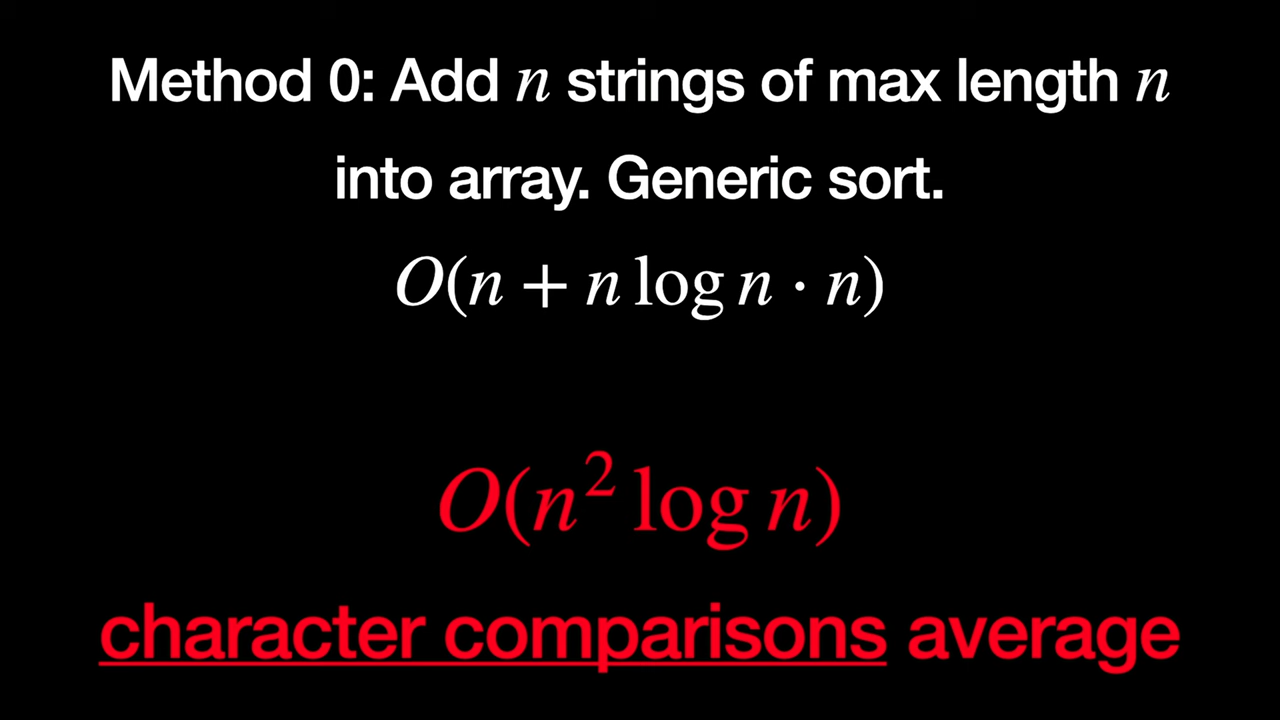 Method 0: Add n strings of max length n
into array. Generic sort.
O(n + n log n · n)
O(n² log n)
character comparisons average